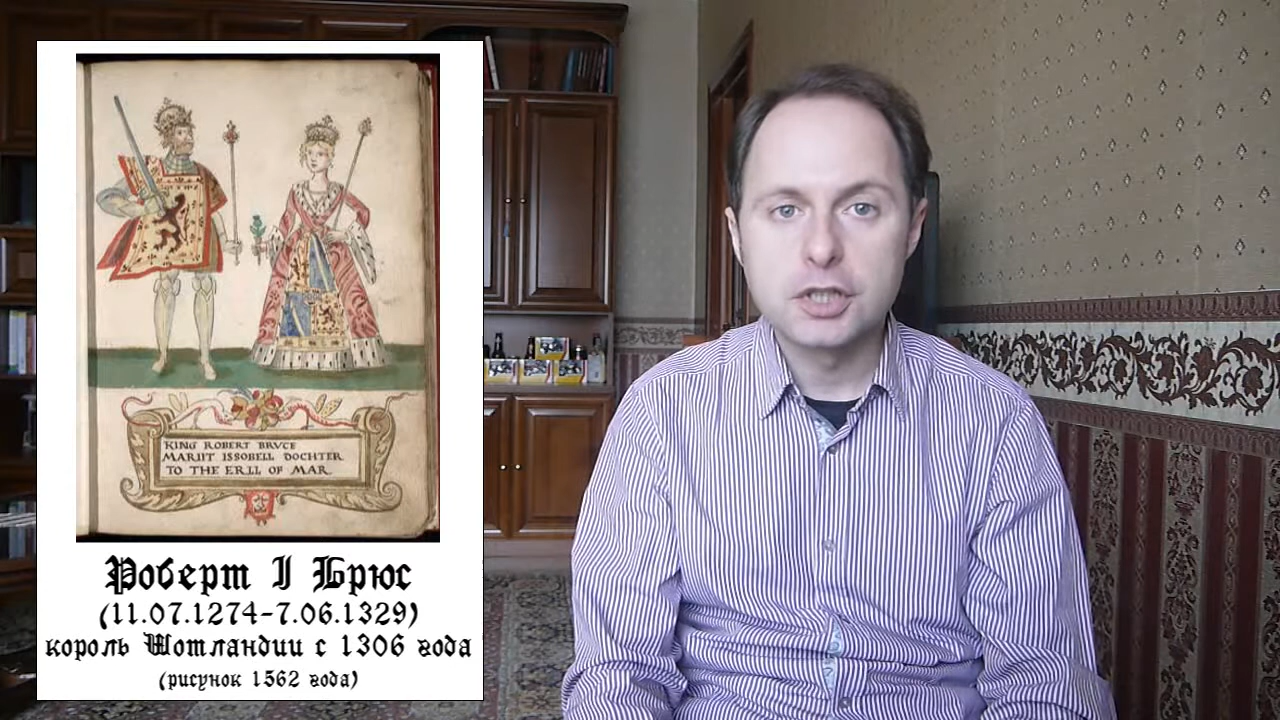 KING ROBERT BRVCE
MARIIT ISSOBELL DOCHTER
TO THE ERLL OF MAR
Роберт I Брюс
(11.07.1274-7.06.1329)
король Шотландии с 1306 года
(рисунок 1562 года)